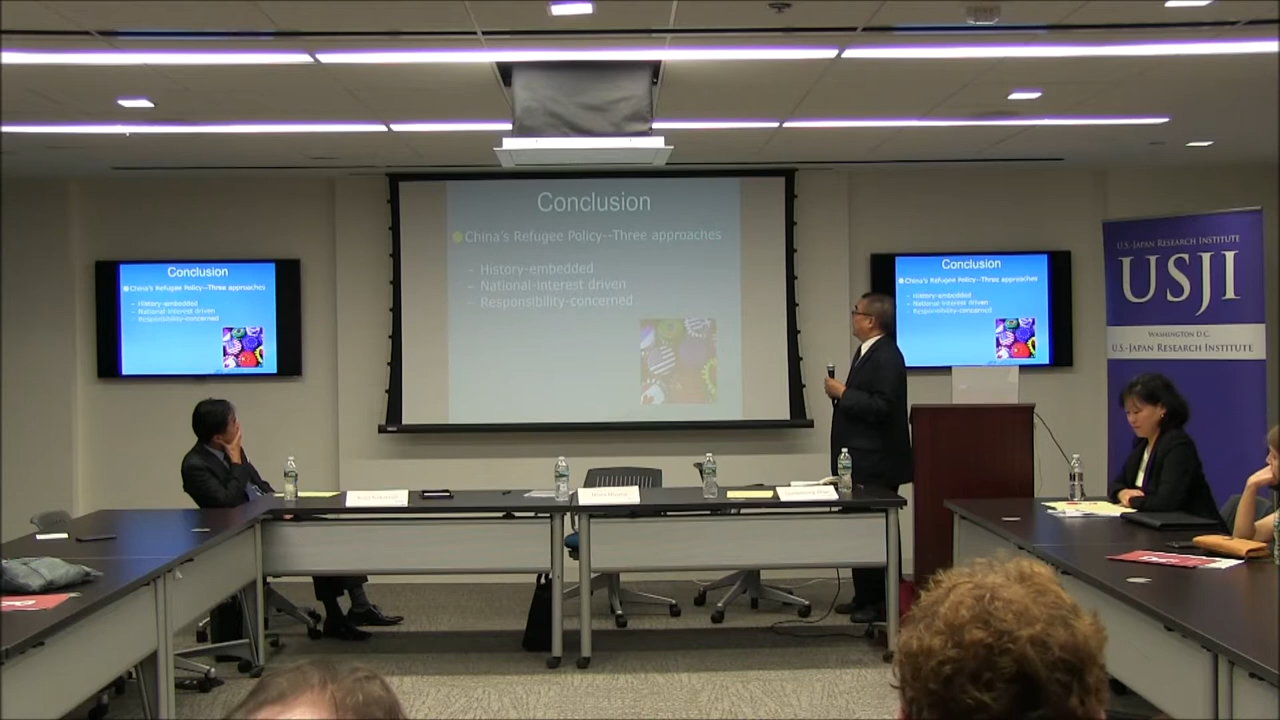 Conclusion
China's Refugee Policy--Three approaches
– History-embedded
– National-interest driven
– Responsibility-concerned
Conclusion
China's Refugee Policy--Three approaches
– History-embedded
– National-interest driven
– Responsibility-concerned
Conclusion
China's Refugee Policy--Three approaches
– History-embedded
– National-interest driven
– Responsibility-concerned
U.S.-JAPAN RESEARCH INSTITUTE
USJI
WASHINGTON D.C.
U.S.-JAPAN RESEARCH INSTITUTE